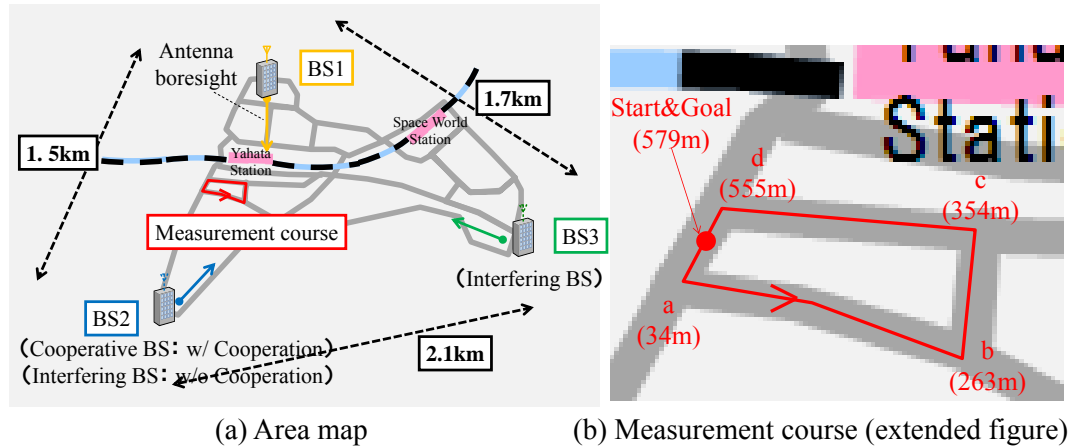 Antenna
boresight
BS1
1.7km
1. 5km
Space World
Station
Yahata
Station
Measurement course
BS3
(Interfering BS)
BS2
(Cooperative BS: w/ Cooperation)
(Interfering BS: w/o Cooperation)
2.1km
(a) Area map
Start&Goal
(579m)
Stati
d
(555m)
c
(354m)
a
(34m)
b
(263m)
(b) Measurement course (extended figure)